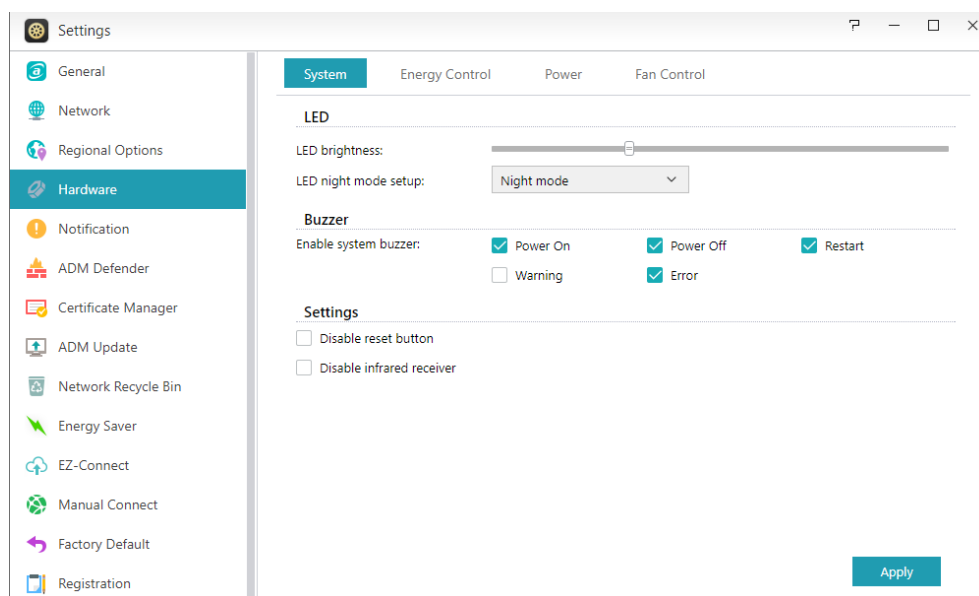 Settings
General
Network
Regional Options
Hardware
Notification
ADM Defender
Certificate Manager
ADM Update
Network Recycle Bin
Energy Saver
EZ-Connect
Manual Connect
Factory Default
Registration
System Energy Control Power Fan Control
LED
LED brightness:
LED night mode setup: Night mode
Buzzer
Enable system buzzer: Power On Power Off Restart
Warning Error
Settings
Disable reset button
Disable infrared receiver
Apply